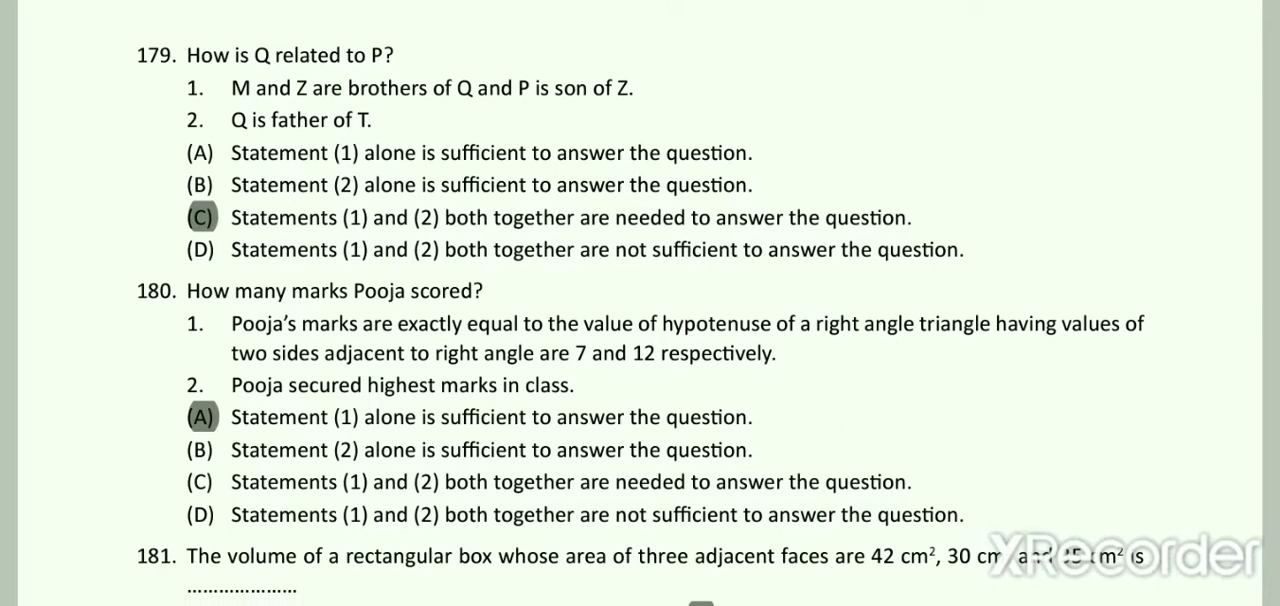 179. How is Q related to P?
1. M and Z are brothers of Q and P is son of Z.
2. Q is father of T.
(A) Statement (1) alone is sufficient to answer the question.
(B) Statement (2) alone is sufficient to answer the question.
(C) Statements (1) and (2) both together are needed to answer the question.
(D) Statements (1) and (2) both together are not sufficient to answer the question.
180. How many marks Pooja scored?
1. Pooja’s marks are exactly equal to the value of hypotenuse of a right angle triangle having values of
two sides adjacent to right angle are 7 and 12 respectively.
2. Pooja secured highest marks in class.
(A) Statement (1) alone is sufficient to answer the question.
(B) Statement (2) alone is sufficient to answer the question.
(C) Statements (1) and (2) both together are needed to answer the question.
(D) Statements (1) and (2) both together are not sufficient to answer the question.
181. The volume of a rectangular box whose area of three adjacent faces are 42 cm², 30 cm and cm² is
.....................
XRecorder